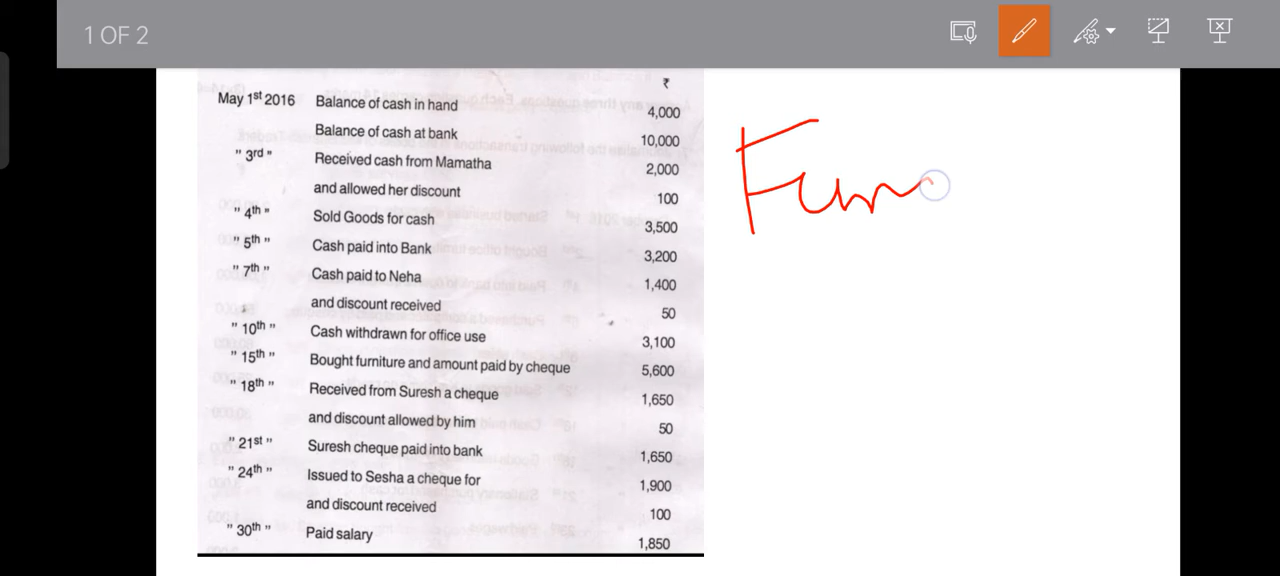 1 OF 2
₹
May 1st 2016 Balance of cash in hand 4,000
Balance of cash at bank 10,000
" 3rd " Received cash from Mamatha 2,000
and allowed her discount 100
" 4th " Sold Goods for cash 3,500
" 5th " Cash paid into Bank 3,200
" 7th " Cash paid to Neha 1,400
and discount received 50
" 10th " Cash withdrawn for office use 3,100
" 15th " Bought furniture and amount paid by cheque 5,600
" 18th " Received from Suresh a cheque 1,650
and discount allowed by him 50
" 21st " Suresh cheque paid into bank 1,650
" 24th " Issued to Sesha a cheque for 1,900
and discount received 100
" 30th " Paid salary 1,850